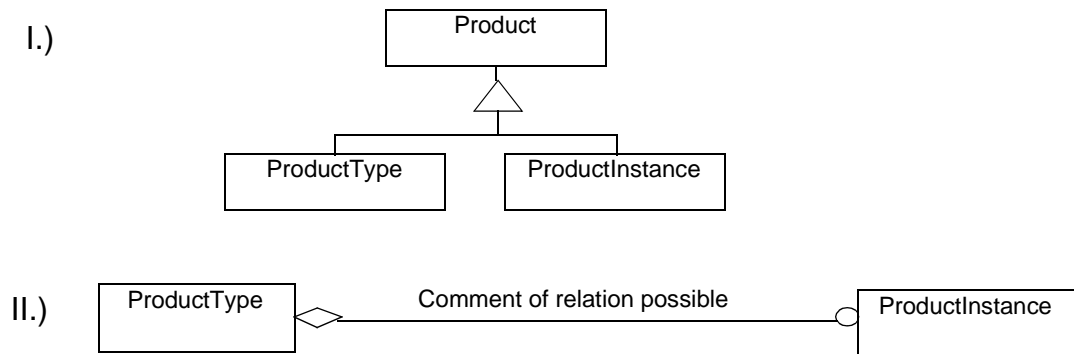 I.)
Product
ProductType
ProductInstance
II.)
ProductType
Comment of relation possible
ProductInstance